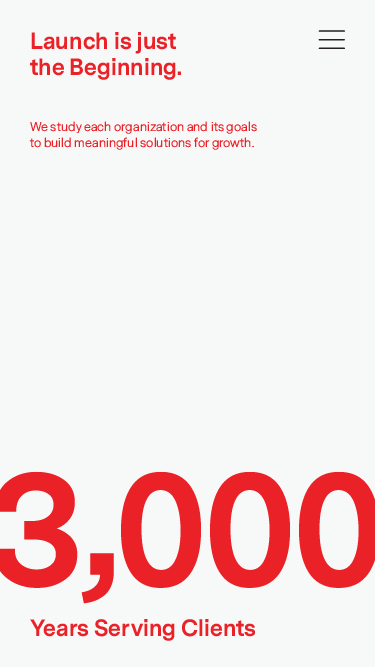 Launch is just
the Beginning.
We study each organization and its goals
to build meaningful solutions for growth.
3,000
Years Serving Clients